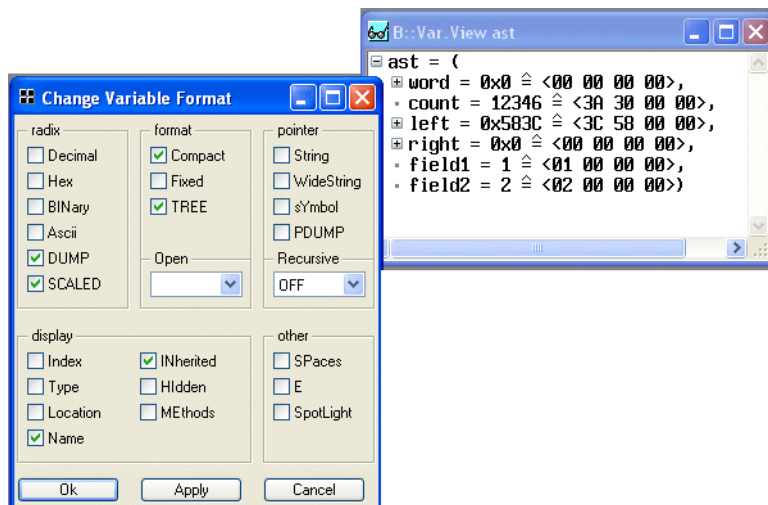 B::Var.View ast
ast = (
word = 0x0 ≙ <00 00 00 00>,
count = 12346 ≙ <3A 30 00 00>,
left = 0x583C ≙ <3C 58 00 00>,
right = 0x0 ≙ <00 00 00 00>,
field1 = 1 ≙ <01 00 00 00>,
field2 = 2 ≙ <02 00 00 00>)
Change Variable Format
radix
Decimal
Hex
BINary
Ascii
DUMP
SCALED
format
Compact
Fixed
TREE
Open
pointer
String
WideString
sYmbol
PDUMP
Recursive
OFF
display
Index
Type
Location
Name
INherited
HIdden
MEthods
other
SPaces
E
SpotLight
Ok
Apply
Cancel